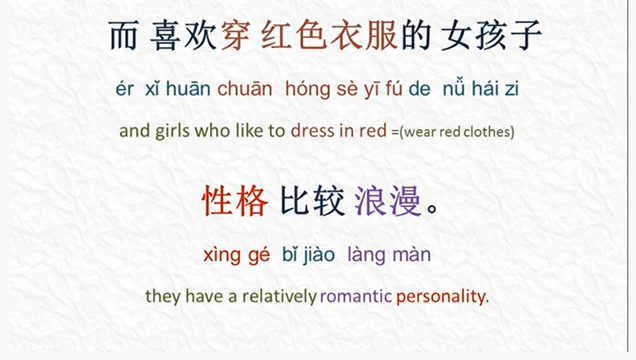 而 喜欢穿 红色衣服的 女孩子
ér xǐ huān chuān hóng sè yī fú de nǚ hái zi
and girls who like to dress in red =(wear red clothes)
性格 比较 浪漫。
xìng gé bǐ jiào làng màn
they have a relatively romantic personality.